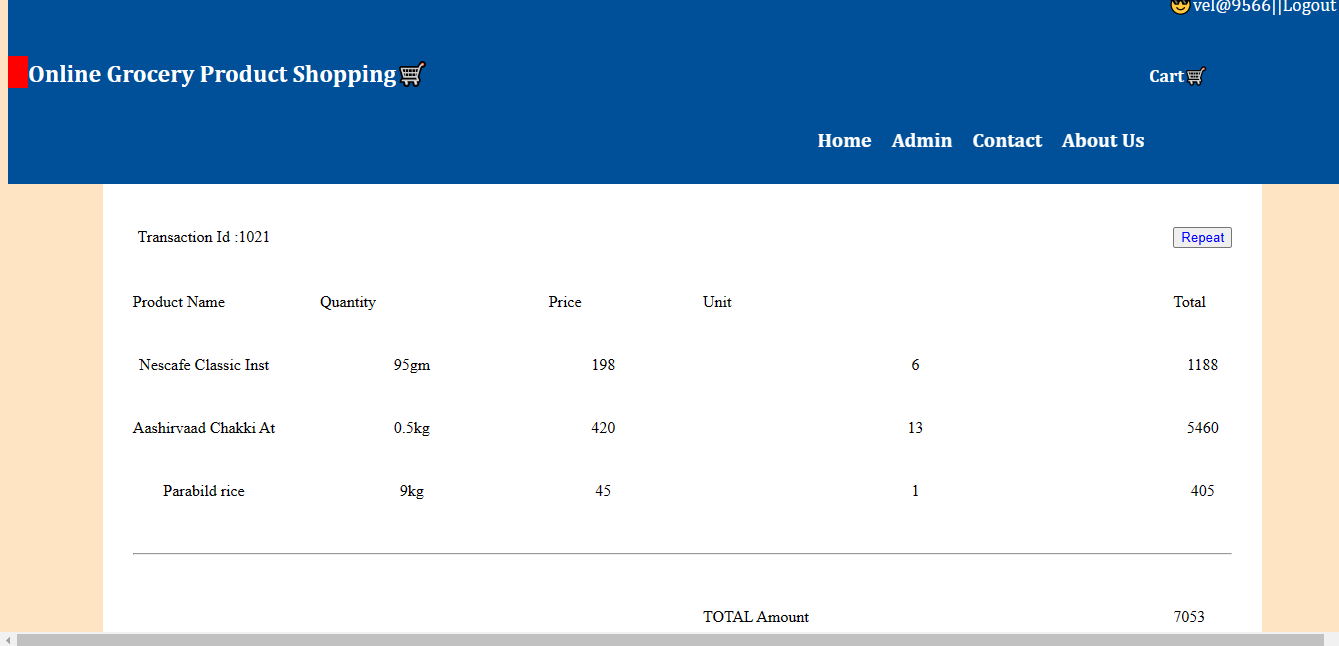 vel@9566||Logout
Online Grocery Product Shopping
Cart
Home Admin Contact About Us
Transaction Id :1021 Repeat
Product Name Quantity Price Unit Total
Nescafe Classic Inst 95gm 198 6 1188
Aashirvaad Chakki At 0.5kg 420 13 5460
Parabild rice 9kg 45 1 405
TOTAL Amount 7053